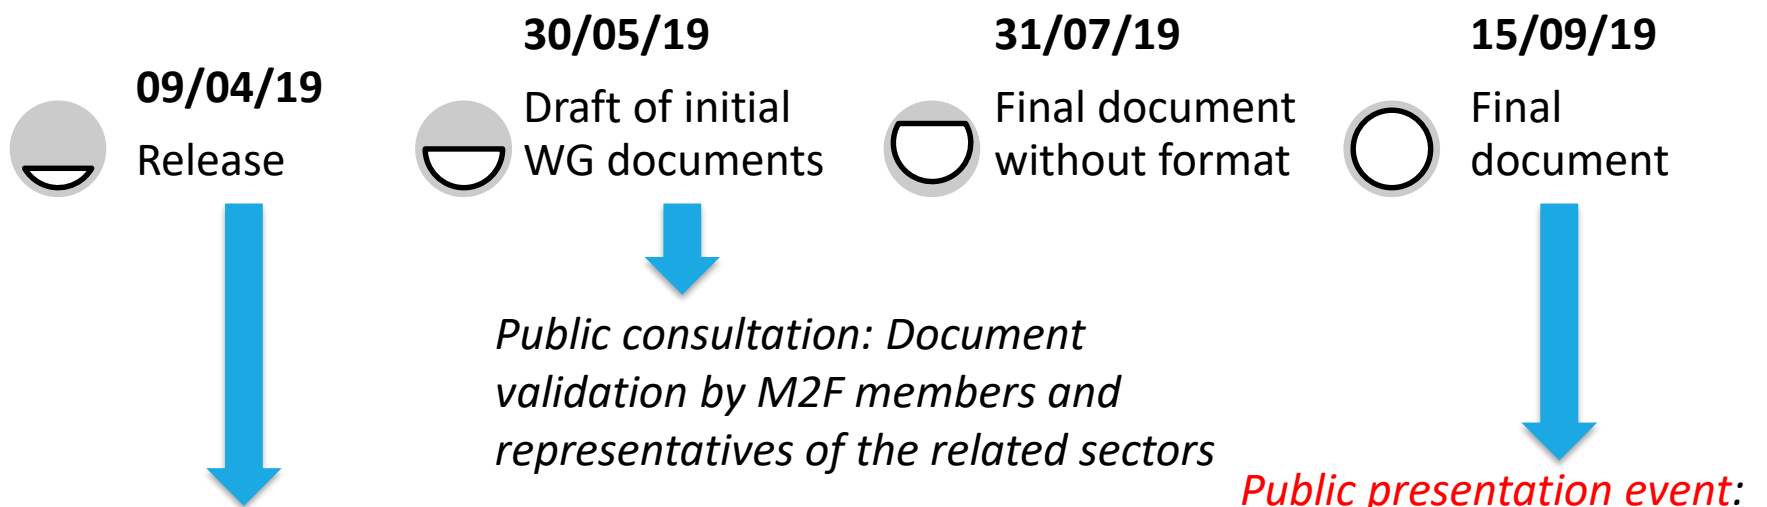 09/04/19
Release
30/05/19
Draft of initial
WG documents
31/07/19
Final document
without format
15/09/19
Final
document
Public consultation: Document
validation by M2F members and
representatives of the related sectors
Public presentation event: